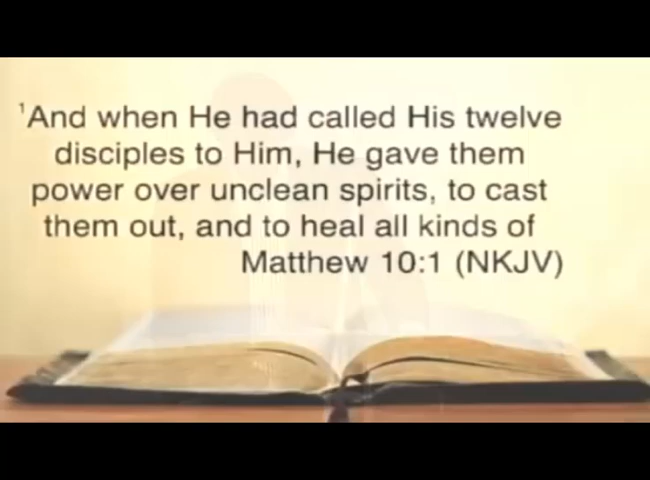 ¹And when He had called His twelve
disciples to Him, He gave them
power over unclean spirits, to cast
them out, and to heal all kinds of
Matthew 10:1 (NKJV)